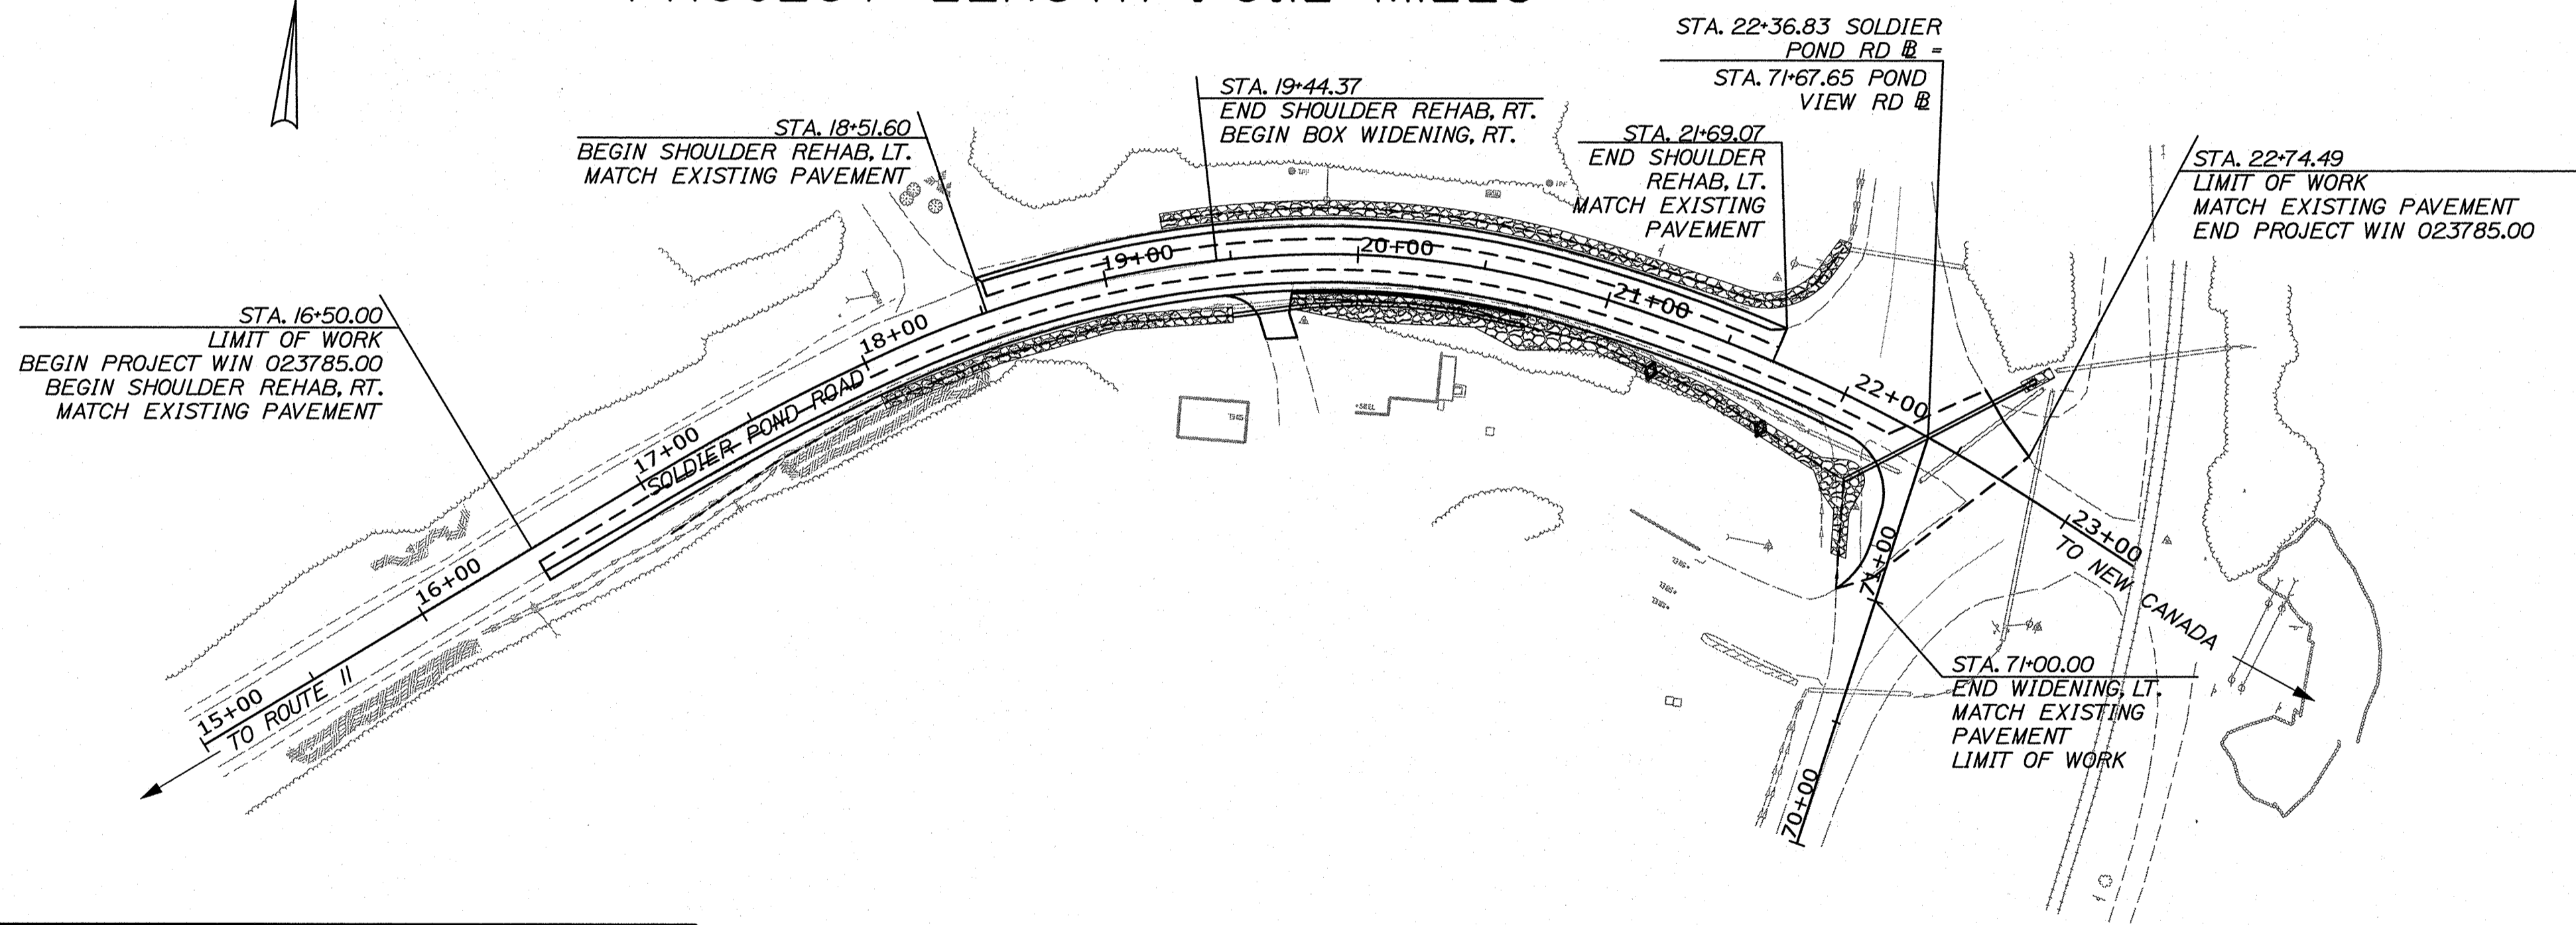 STA. 22+36.83 SOLDIER
POND RD ℄ =
STA. 71+67.65 POND
VIEW RD ℄
STA. 19+44.37
END SHOULDER REHAB, RT.
BEGIN BOX WIDENING, RT.
STA. 18+51.60
BEGIN SHOULDER REHAB, LT.
MATCH EXISTING PAVEMENT
STA. 21+69.07
END SHOULDER
REHAB, LT.
MATCH EXISTING
PAVEMENT
STA. 22+74.49
LIMIT OF WORK
MATCH EXISTING PAVEMENT
END PROJECT WIN 023785.00
STA. 16+50.00
LIMIT OF WORK
BEGIN PROJECT WIN 023785.00
BEGIN SHOULDER REHAB, RT.
MATCH EXISTING PAVEMENT
15+00
TO ROUTE 11
16+00
17+00
SOLDIER POND ROAD
18+00
19+00
20+00
21+00
22+00
23+00
TO NEW CANADA
71+00
70+00
STA. 71+00.00
END WIDENING, LT.
MATCH EXISTING
PAVEMENT
LIMIT OF WORK